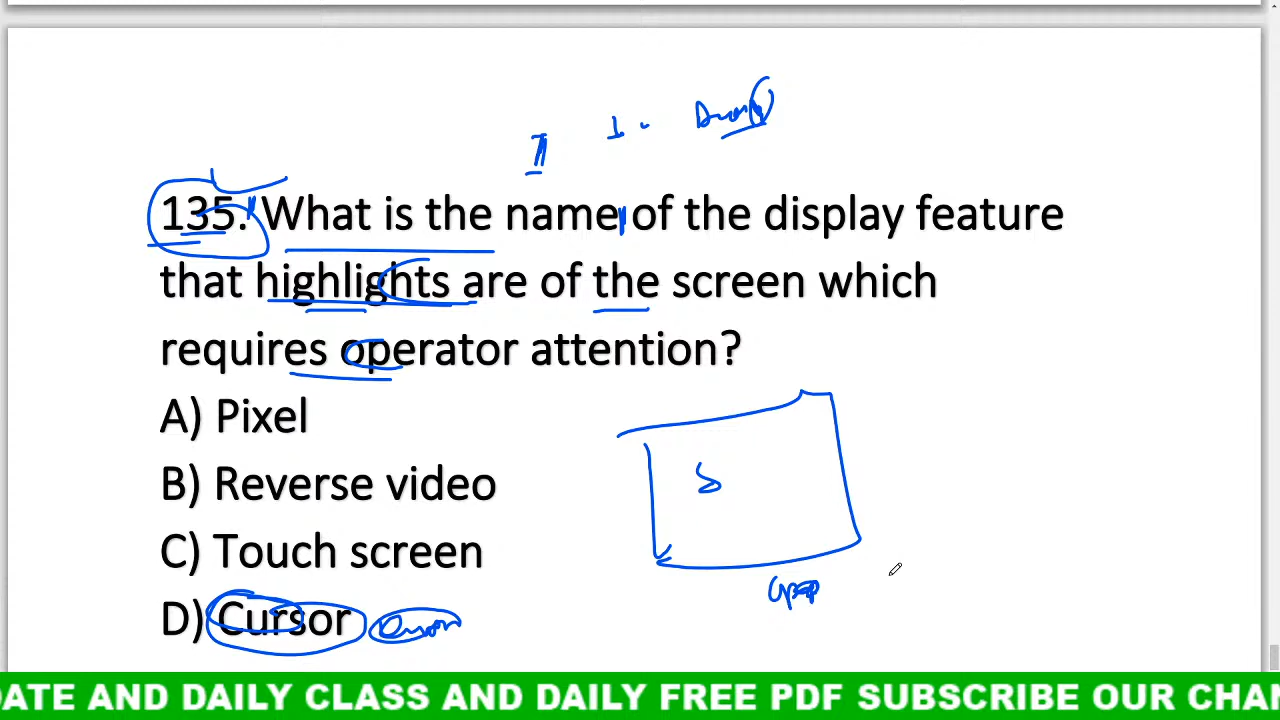 135. What is the name of the display feature
that highlights are of the screen which
requires operator attention?
A) Pixel
B) Reverse video
C) Touch screen
D) Cursor
DATE AND DAILY CLASS AND DAILY FREE PDF SUBSCRIBE OUR CHAN